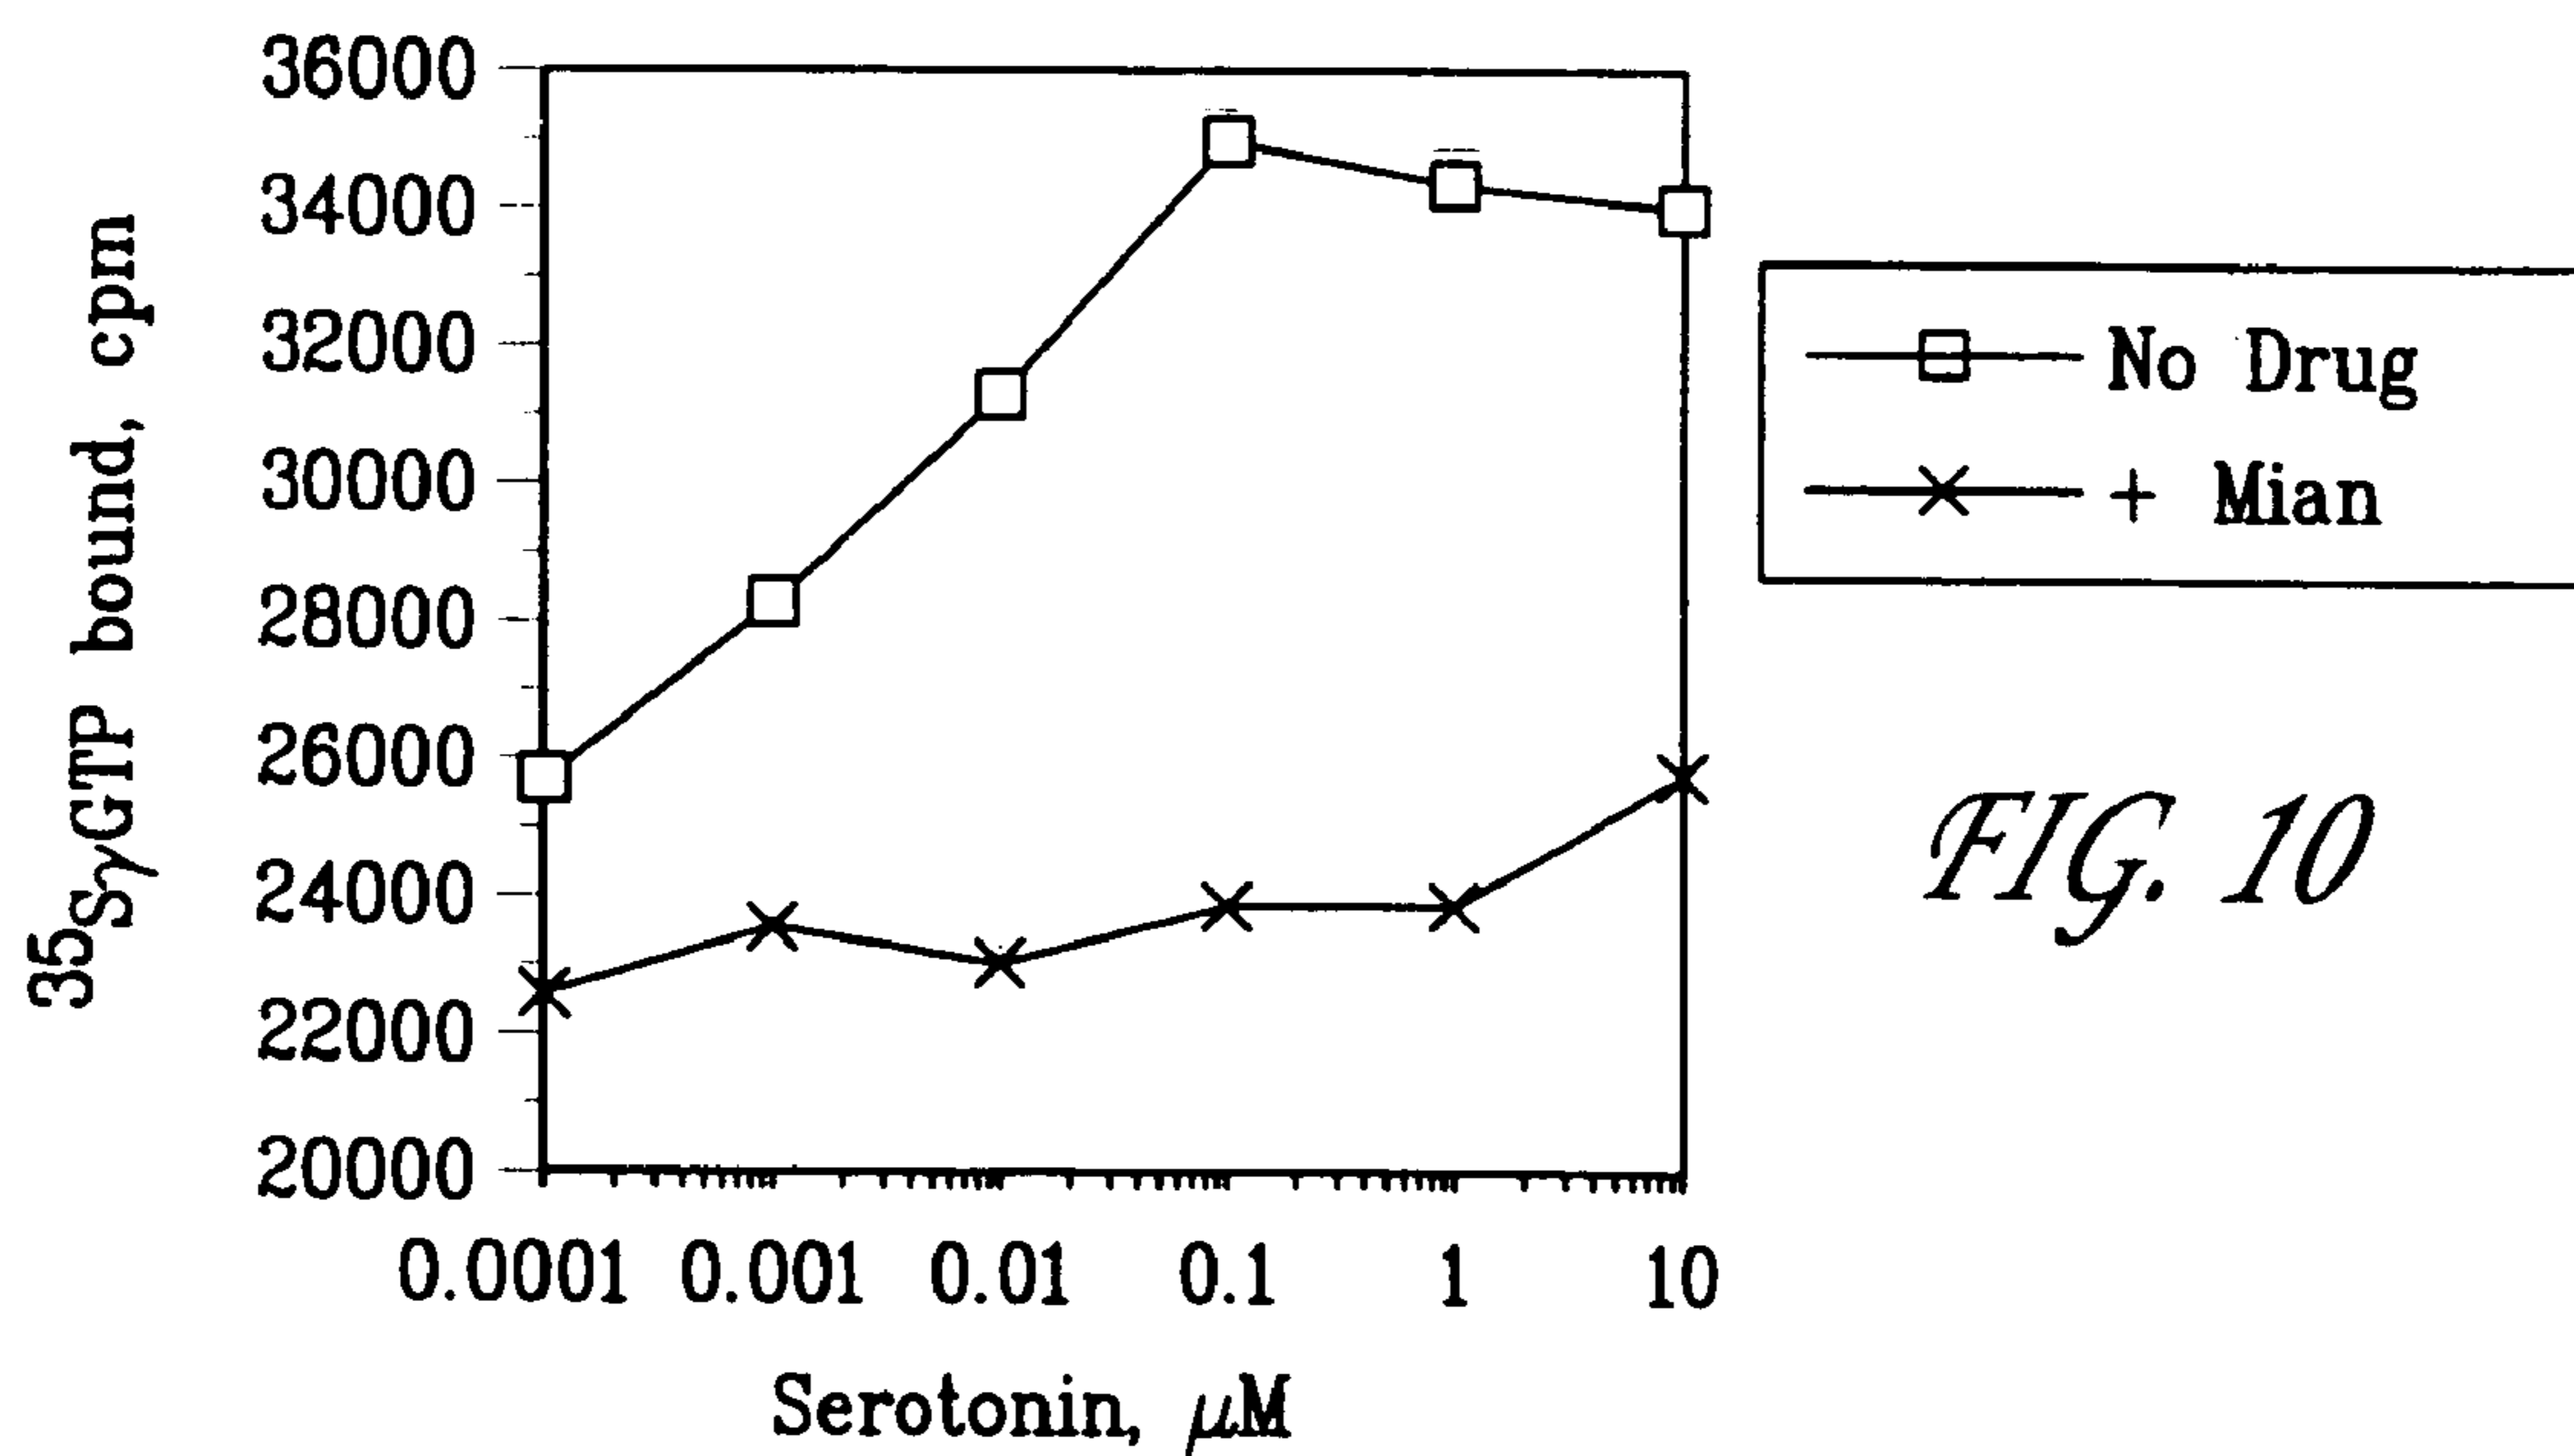 36000
34000
32000
30000
28000
26000
24000
22000
20000
³⁵SγGTP bound, cpm
0.0001 0.001 0.01 0.1 1 10
Serotonin, μM
No Drug
+ Mian
FIG. 10